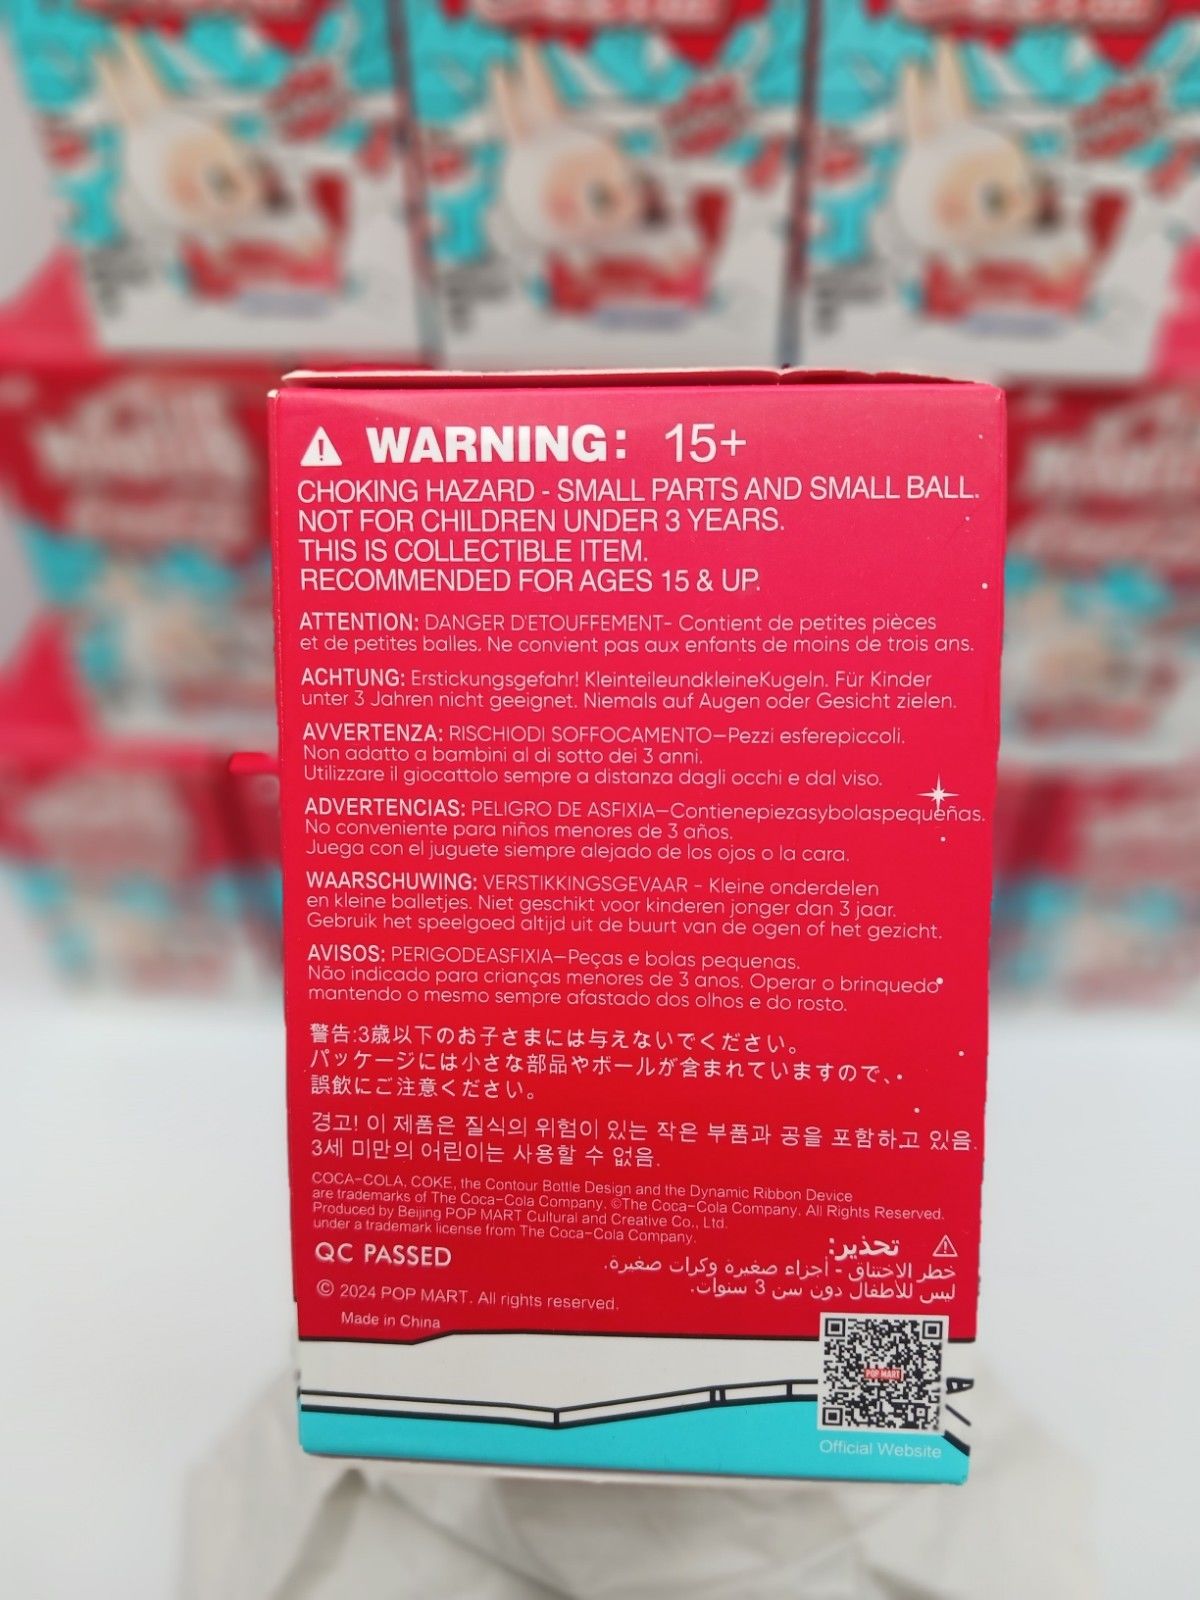 WARNING: 15+
CHOKING HAZARD - SMALL PARTS AND SMALL BALL.
NOT FOR CHILDREN UNDER 3 YEARS.
THIS IS COLLECTIBLE ITEM.
RECOMMENDED FOR AGES 15 & UP.
ATTENTION: DANGER D'ETOUFFEMENT- Contient de petites pièces
et de petites balles. Ne convient pas aux enfants de moins de trois ans.
ACHTUNG: Erstickungsgefahr! KleinteileundkleineKugeln. Für Kinder
unter 3 Jahren nicht geeignet. Niemals auf Augen oder Gesicht zielen.
AVVERTENZA: RISCHIODI SOFFOCAMENTO—Pezzi esferepiccoli.
Non adatto a bambini al di sotto dei 3 anni.
Utilizzare il giocattolo sempre a distanza dagli occhi e dal viso.
ADVERTENCIAS: PELIGRO DE ASFIXIA—Contienepiezasybolaspequeñas.
No conveniente para niños menores de 3 años.
Juega con el juguete siempre alejado de los ojos o la cara.
WAARSCHUWING: VERSTIKKINGSGEVAAR - Kleine onderdelen
en kleine balletjes. Niet geschikt voor kinderen jonger dan 3 jaar.
Gebruik het speelgoed altijd uit de buurt van de ogen of het gezicht.
AVISOS: PERIGODEASFIXIA—Peças e bolas pequenas.
Não indicado para crianças menores de 3 anos. Operar o brinquedo
mantendo o mesmo sempre afastado dos olhos e do rosto.
警告:3歳以下のお子さまには与えないでください。
パッケージには小さな部品やボールが含まれていますので、
誤飲にご注意ください。
경고! 이 제품은 질식의 위험이 있는 작은 부품과 공을 포함하고 있음.
3세 미만의 어린이는 사용할 수 없음.
COCA-COLA, COKE, the Contour Bottle Design and the Dynamic Ribbon Device
are trademarks of The Coca-Cola Company. ©The Coca-Cola Company. All Rights Reserved.
Produced by Beijing POP MART Cultural and Creative Co., Ltd.
under a trademark license from The Coca-Cola Company.
تحذير:
خطر الاختناق - أجزاء صغيرة وكرات صغيرة.
ليس للأطفال دون سن 3 سنوات.
QC PASSED
© 2024 POP MART. All rights reserved.
Made in China
POP MART
Official Website